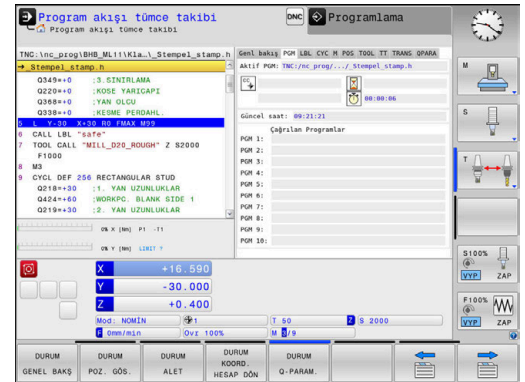 Program akışı tümce takibi
Program akışı tümce takibi
DNC
Programlama
TNC:\nc_prog\BHB_ML11\Kla…\_Stempel_stamp.h
→_Stempel_stamp.h
Q349=+0 ;3.SINIRLAMA
Q220=+0 ;KOSE YARICAPI
Q368=+0 ;YAN OLCU
Q338=+0 ;KESME PERDAHL.
5 L Y-30 X+30 R0 FMAX M99
6 CALL LBL "safe"
7 TOOL CALL "MILL_D20_ROUGH" Z S2000
F1000
8 M3
9 CYCL DEF 256 RECTANGULAR STUD
Q218=+30 ;1. YAN UZUNLUKLAR
Q424=+60 ;WORKPC. BLANK SIDE 1
Q219=+30 ;2. YAN UZUNLUKLAR
Genl bakış PGM LBL CYC M POS TOOL TT TRANS QPARA
Aktif PGM: TNC:/nc_prog/.../_Stempel_stamp.h
00:00:06
Güncel saat: 09:21:21
Çağrılan Programlar
PGM 1:
PGM 2:
PGM 3:
PGM 4:
PGM 5:
PGM 6:
PGM 7:
PGM 8:
PGM 9:
PGM 10:
0% X [Nm] P1 -T1
0% Y [Nm] LIMIT 1
X +16.590
Y -30.000
Z +0.400
Mod: NOMİN 1 T 50 Z S 2000
F 0mm/min Ovr 100% M 5/9
M
S
T
S100%
VYP ZAP
F100%
VYP ZAP
DURUM GENEL BAKŞ
DURUM POZ. GÖS.
DURUM ALET
DURUM KOORD. HESAP DÖN
DURUM Q-PARAM.